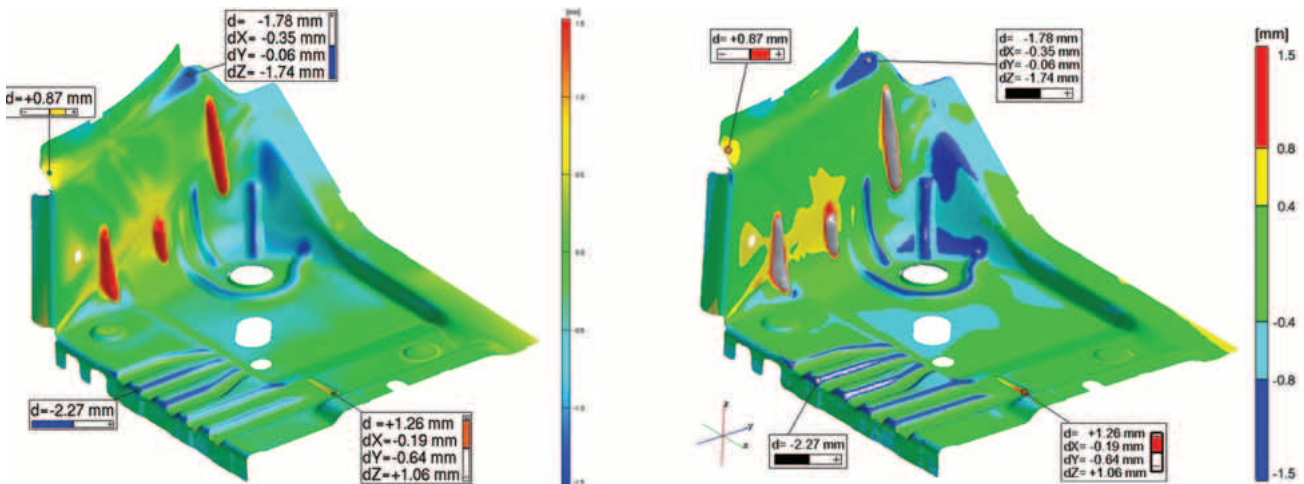 d= -1.78 mm
dX= -0.35 mm
dY= -0.06 mm
dZ= -1.74 mm
d=+0.87 mm
- +
d=-2.27 mm
+
d=+1.26 mm
dX=-0.19 mm
dY=-0.64 mm
dZ=+1.06 mm
d=+0.87 mm
- +
d= -1.78 mm
dX= -0.35 mm
dY= -0.06 mm
dZ= -1.74 mm
+
[mm]
1.5
0.8
0.4
-0.4
-0.8
-1.5
z
y
x
d= -2.27 mm
+
d= +1.26 mm
dX= -0.19 mm
dY= -0.64 mm
dZ= +1.06 mm